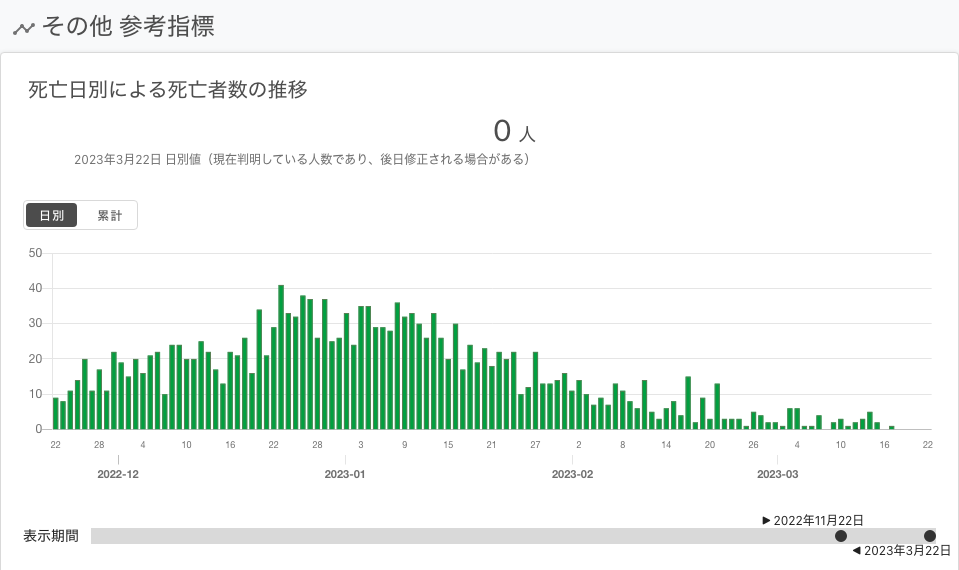 その他 参考指標
死亡日別による死亡者数の推移
0 人
2023年3月22日 日別値（現在判明している人数であり、後日修正される場合がある）
日別 累計
50
40
30
20
10
0
22 28 4 10 16 22 28 3 9 15 21 27 2 8 14 20 26 4 10 16 22
2022-12 2023-01 2023-02 2023-03
▶ 2022年11月22日
表示期間
◀ 2023年3月22日